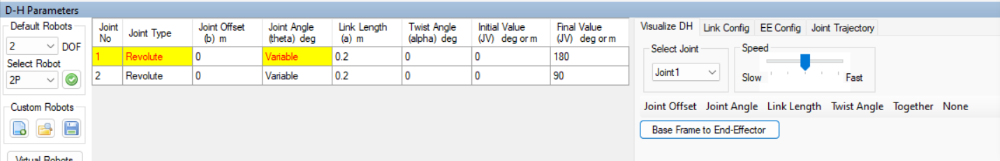 D-H Parameters
Default Robots
2 DOF
Select Robot
2P
Custom Robots
Virtual Robots
Joint No Joint Type Joint Offset (b) m Joint Angle (theta) deg Link Length (a) m Twist Angle (alpha) deg Initial Value (JV) deg or m Final Value (JV) deg or m
1 Revolute 0 Variable 0.2 0 0 180
2 Revolute 0 Variable 0.2 0 0 90
Visualize DH Link Config EE Config Joint Trajectory
Select Joint
Joint1
Speed
Slow Fast
Joint Offset Joint Angle Link Length Twist Angle Together None
Base Frame to End-Effector